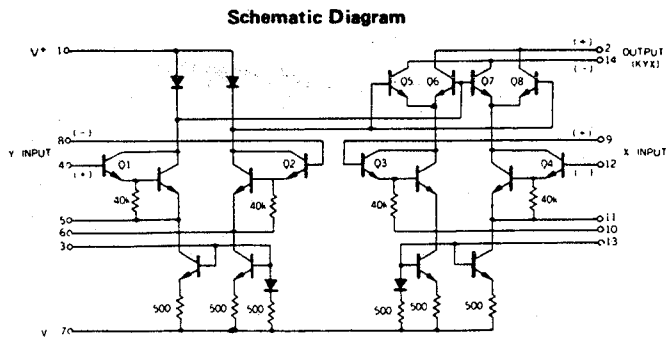 Schematic Diagram
V+ 1
(+) 2 OUTPUT
14 (KYX)
(-)
Q5 Q6 Q7 Q8
(-)
8
(+)
9
Y INPUT
X INPUT
4
(+)
Q1 Q2 Q3 Q4
12
(-)
40k 40k 40k 40k
5
11
6
10
3
13
500 500 500 500 500 500
V 7